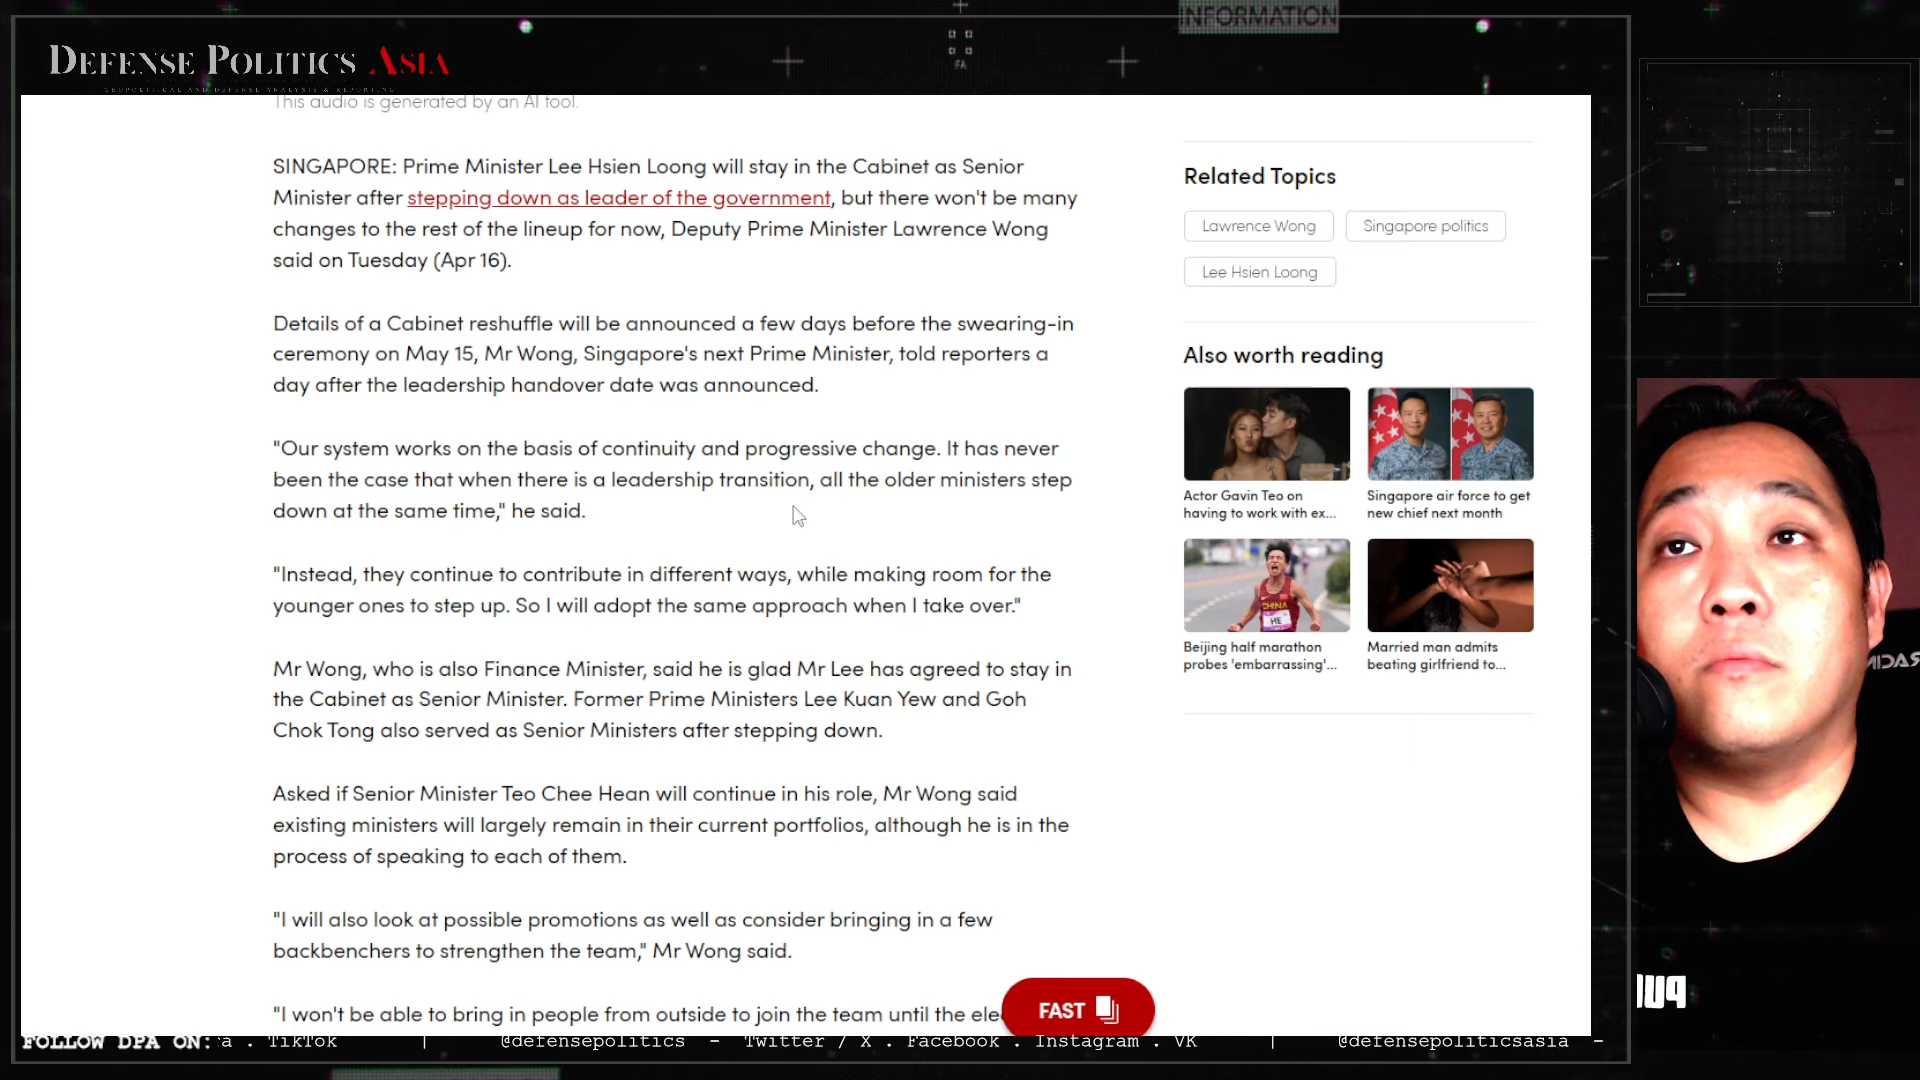 INFORMATION
FA
DEFENSE POLITICS ASIA
GEOPOLITICAL AND DEFENSE ANALYSIS & REPORTING
This audio is generated by an AI tool.
SINGAPORE: Prime Minister Lee Hsien Loong will stay in the Cabinet as Senior
Minister after stepping down as leader of the government, but there won't be many
changes to the rest of the lineup for now, Deputy Prime Minister Lawrence Wong
said on Tuesday (Apr 16).
Details of a Cabinet reshuffle will be announced a few days before the swearing-in
ceremony on May 15, Mr Wong, Singapore's next Prime Minister, told reporters a
day after the leadership handover date was announced.
"Our system works on the basis of continuity and progressive change. It has never
been the case that when there is a leadership transition, all the older ministers step
down at the same time," he said.
"Instead, they continue to contribute in different ways, while making room for the
younger ones to step up. So I will adopt the same approach when I take over."
Mr Wong, who is also Finance Minister, said he is glad Mr Lee has agreed to stay in
the Cabinet as Senior Minister. Former Prime Ministers Lee Kuan Yew and Goh
Chok Tong also served as Senior Ministers after stepping down.
Asked if Senior Minister Teo Chee Hean will continue in his role, Mr Wong said
existing ministers will largely remain in their current portfolios, although he is in the
process of speaking to each of them.
"I will also look at possible promotions as well as consider bringing in a few
backbenchers to strengthen the team," Mr Wong said.
"I won't be able to bring in people from outside to join the team until the ele
FAST
Related Topics
Lawrence Wong
Singapore politics
Lee Hsien Loong
Also worth reading
Actor Gavin Teo on
having to work with ex...
Singapore air force to get
new chief next month
CHINA
HE
Beijing half marathon
probes 'embarrassing'...
Married man admits
beating girlfriend to...
FOLLOW DPA ON: a . TikTok | @defensepolitics - Twitter / X . Facebook . Instagram . VK | @defensepoliticsasia -